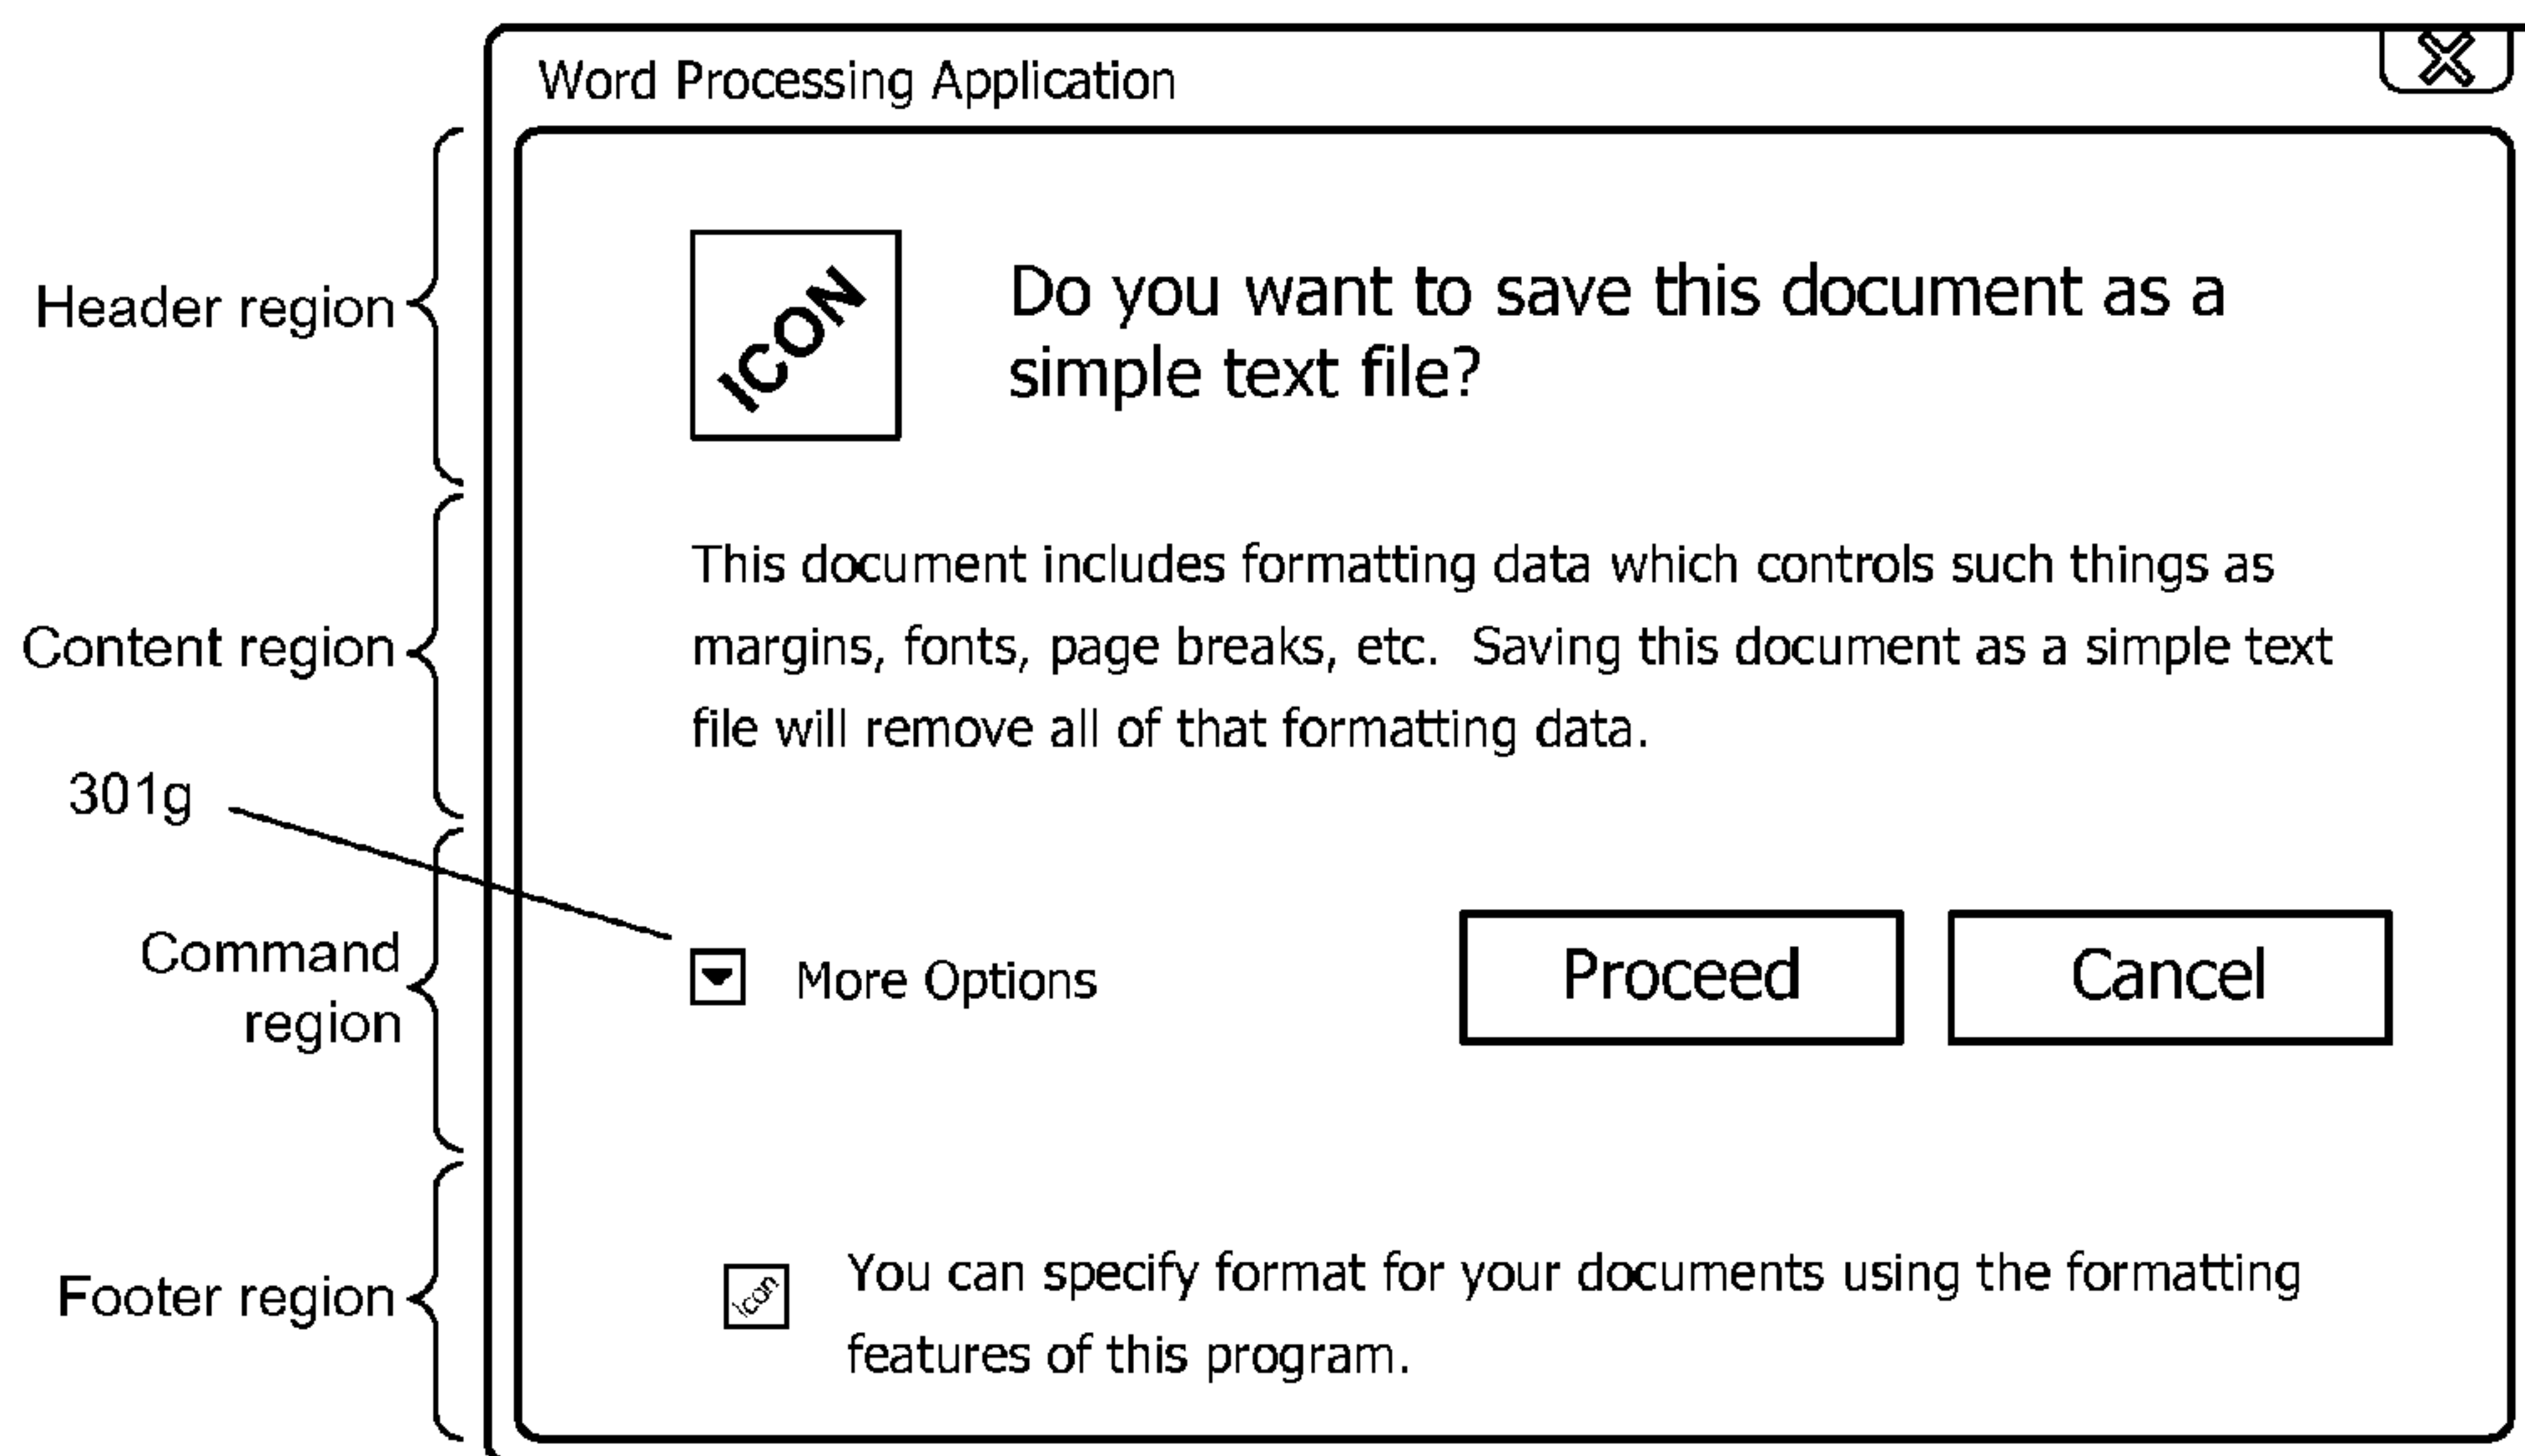 Word Processing Application
Header region
ICON
Do you want to save this document as a
simple text file?
Content region
This document includes formatting data which controls such things as
margins, fonts, page breaks, etc.  Saving this document as a simple text
file will remove all of that formatting data.
301g
Command
region
More Options
Proceed
Cancel
Footer region
Icon
You can specify format for your documents using the formatting
features of this program.